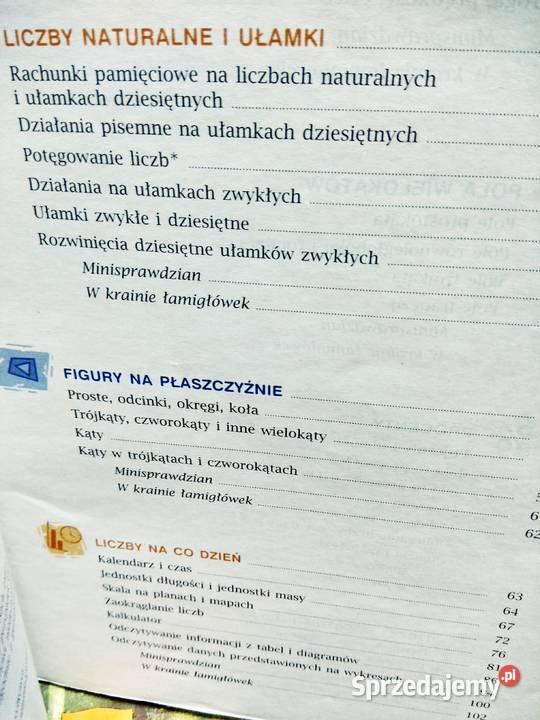 LICZBY NATURALNE I UŁAMKI
Rachunki pamięciowe na liczbach naturalnych
i ułamkach dziesiętnych
Działania pisemne na ułamkach dziesiętnych
Potęgowanie liczb*
Działania na ułamkach zwykłych
Ułamki zwykłe i dziesiętne
Rozwinięcia dziesiętne ułamków zwykłych
Minisprawdzian
W krainie łamigłówek
FIGURY NA PŁASZCZYŹNIE
Proste, odcinki, okręgi, koła
Trójkąty, czworokąty i inne wielokąty
Kąty
Kąty w trójkątach i czworokątach
Minisprawdzian
W krainie łamigłówek 62
LICZBY NA CO DZIEŃ 63
Kalendarz i czas 64
Jednostki długości i jednostki masy 67
Skala na planach i mapach 72
Zaokrąglanie liczb 76
Kalkulator 81
Odczytywanie informacji z tabel i diagramów
Odczytywanie danych przedstawionych na wykresach
Minisprawdzian 100
W krainie łamigłówek 102
Sprzedajemy.pl